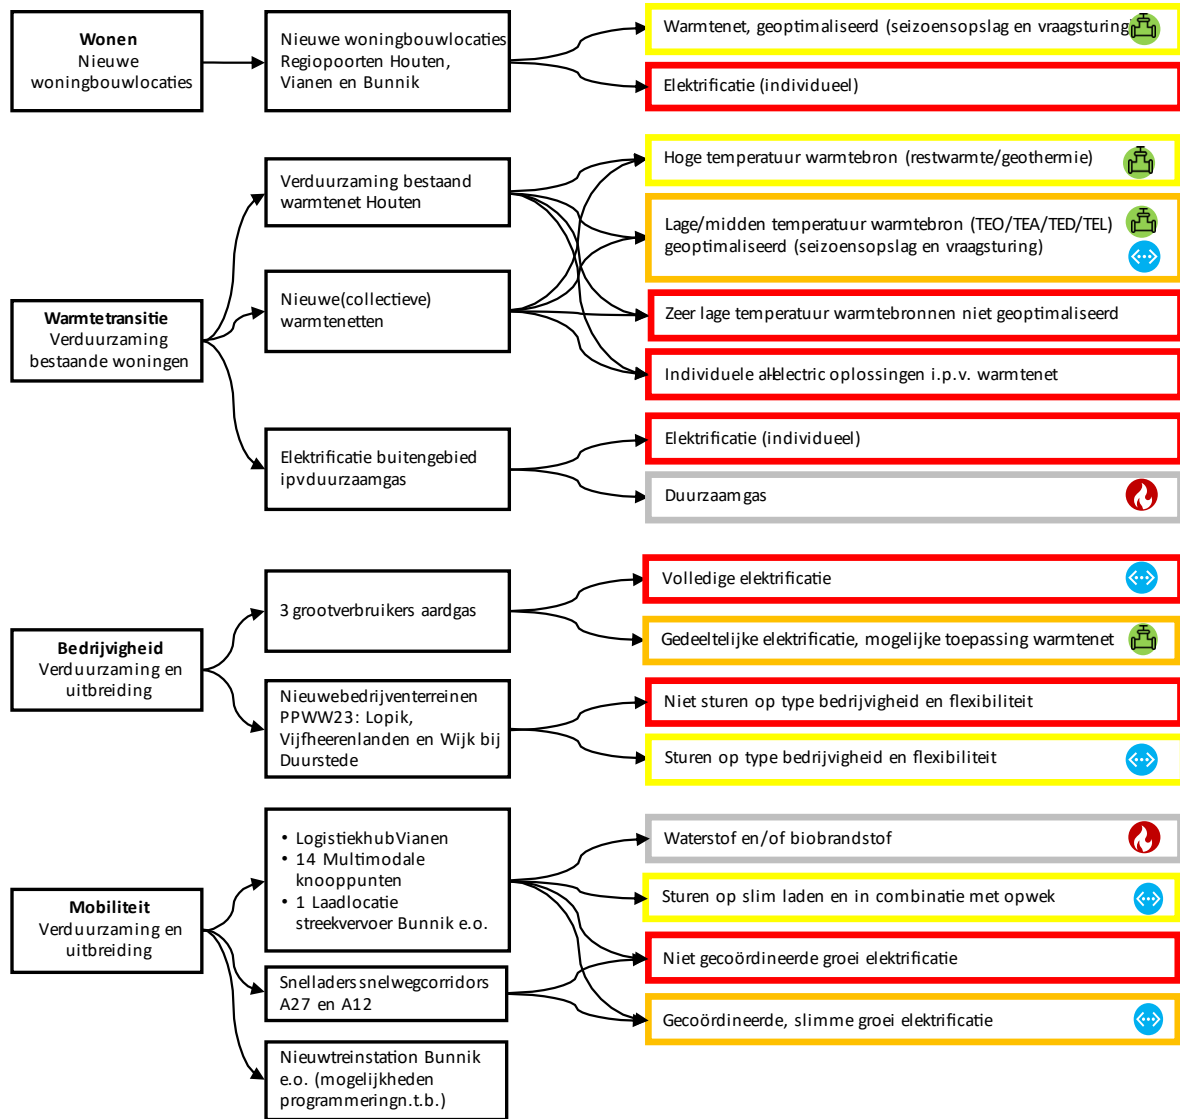 Wonen
Nieuwe
woningbouwlocaties
Nieuwe woningbouwlocaties
Regiopoorten Houten,
Vianen en Bunnik
Warmtenet, geoptimaliseerd (seizoensopslag en vraagsturing
Elektrificatie (individueel)
Warmtetransitie
Verduurzaming
bestaande woningen
Verduurzaming bestaand
warmtenet Houten
Nieuwe(collectieve)
warmtenetten
Elektrificatie buitengebied
ipvduurzaamgas
Hoge temperatuur warmtebron (restwarmte/geothermie)
Lage/midden temperatuur warmtebron (TEO/TEA/TED/TEL)
geoptimaliseerd (seizoensopslag en vraagsturing)
Zeer lage temperatuur warmtebronnen niet geoptimaliseerd
Individuele all-electric oplossingen i.p.v. warmtenet
Elektrificatie (individueel)
Duurzaamgas
Bedrijvigheid
Verduurzaming en
uitbreiding
3 grootverbruikers aardgas
Nieuwebedrijventerreinen
PPWW23: Lopik,
Vijfheerenlanden en Wijk bij
Duurstede
Volledige elektrificatie
Gedeeltelijke elektrificatie, mogelijke toepassing warmtenet
Niet sturen op type bedrijvigheid en flexibiliteit
Sturen op type bedrijvigheid en flexibiliteit
Mobiliteit
Verduurzaming en
uitbreiding
• LogistiekhubVianen
• 14 Multimodale
knooppunten
• 1 Laadlocatie
streekvervoer Bunnik e.o.
Snelladers snelwegcorridors
A27 en A12
Nieuwtreinstation Bunnik
e.o. (mogelijkheden
programmeringn.t.b.)
Waterstof en/of biobrandstof
Sturen op slim laden en in combinatie met opwek
Niet gecoördineerde groei elektrificatie
Gecoördineerde, slimme groei elektrificatie